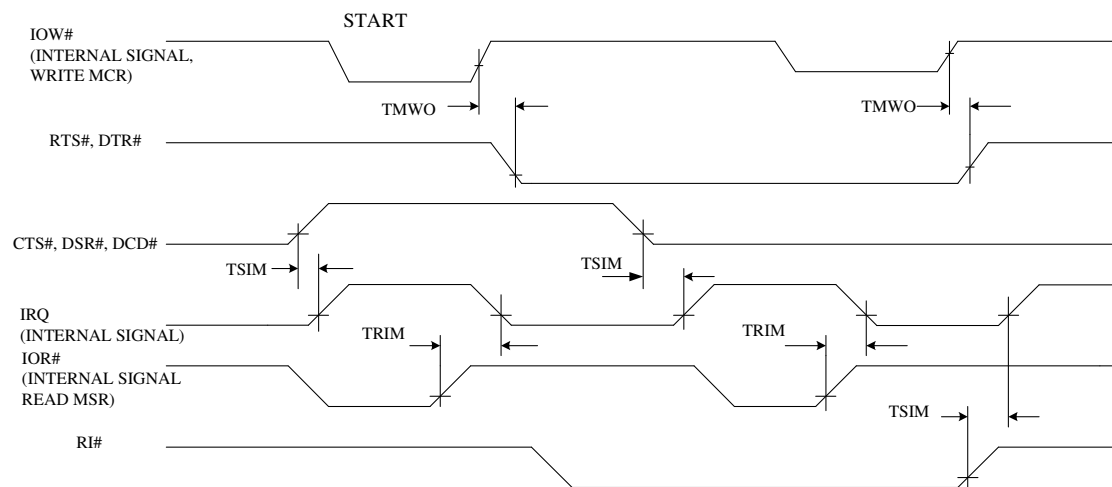 START
IOW#
(INTERNAL SIGNAL,
WRITE MCR)
TMWO
TMWO
RTS#, DTR#
CTS#, DSR#, DCD#
TSIM
TSIM
IRQ
(INTERNAL SIGNAL)
TRIM
TRIM
IOR#
(INTERNAL SIGNAL
READ MSR)
TSIM
RI#